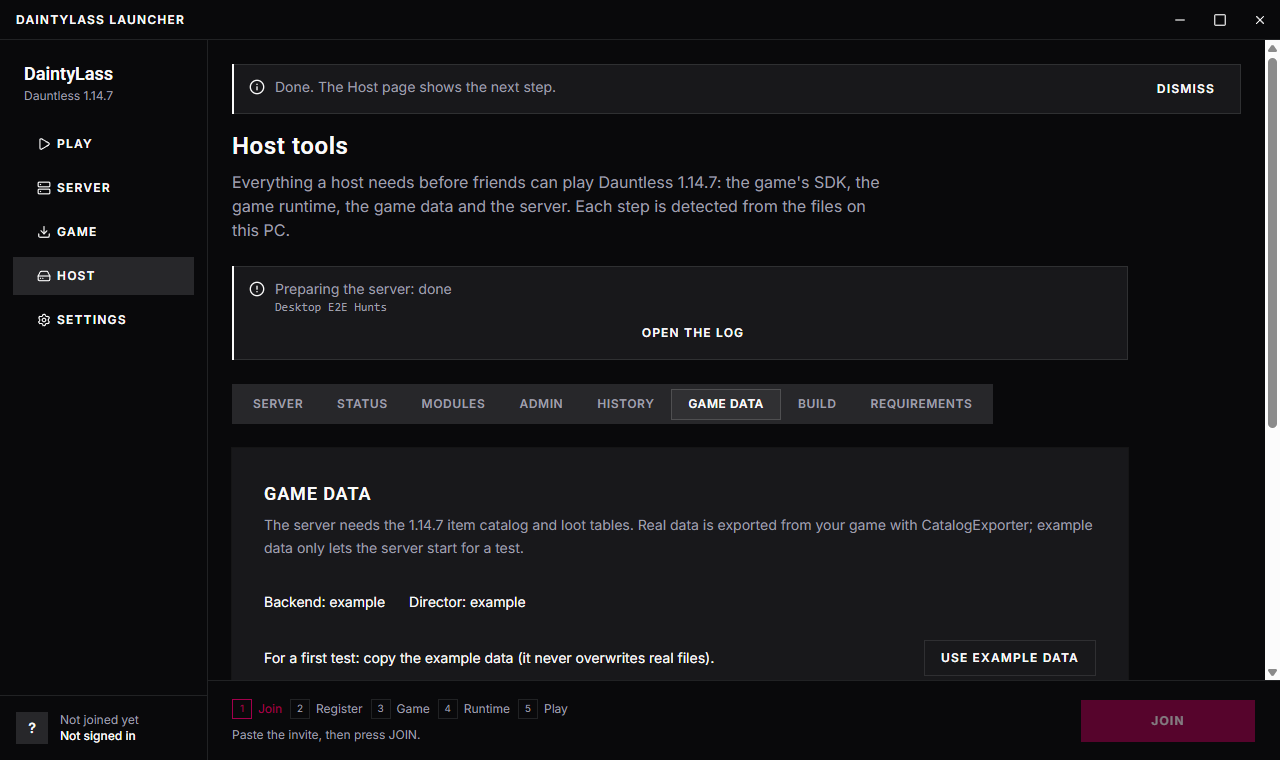 DAINTYLASS LAUNCHER
DaintyLass
Dauntless 1.14.7
PLAY
SERVER
GAME
HOST
SETTINGS
Done. The Host page shows the next step.
DISMISS
Host tools
Everything a host needs before friends can play Dauntless 1.14.7: the game's SDK, the
game runtime, the game data and the server. Each step is detected from the files on
this PC.
Preparing the server: done
Desktop E2E Hunts
OPEN THE LOG
SERVER STATUS MODULES ADMIN HISTORY GAME DATA BUILD REQUIREMENTS
GAME DATA
The server needs the 1.14.7 item catalog and loot tables. Real data is exported from your game with CatalogExporter; example
data only lets the server start for a test.
Backend: example Director: example
For a first test: copy the example data (it never overwrites real files).
USE EXAMPLE DATA
? Not joined yet
Not signed in
1 Join 2 Register 3 Game 4 Runtime 5 Play
Paste the invite, then press JOIN.
JOIN